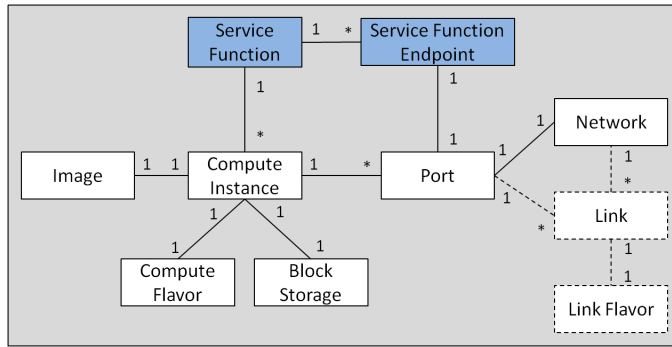 Service
Function
1
*
Service Function
Endpoint
1
*
1
1
Image
1
1
Compute
Instance
1
*
Port
1
1
Network
1
*
1
*
Link
1
1
Link Flavor
1
1
1
1
Compute
Flavor
Block
Storage